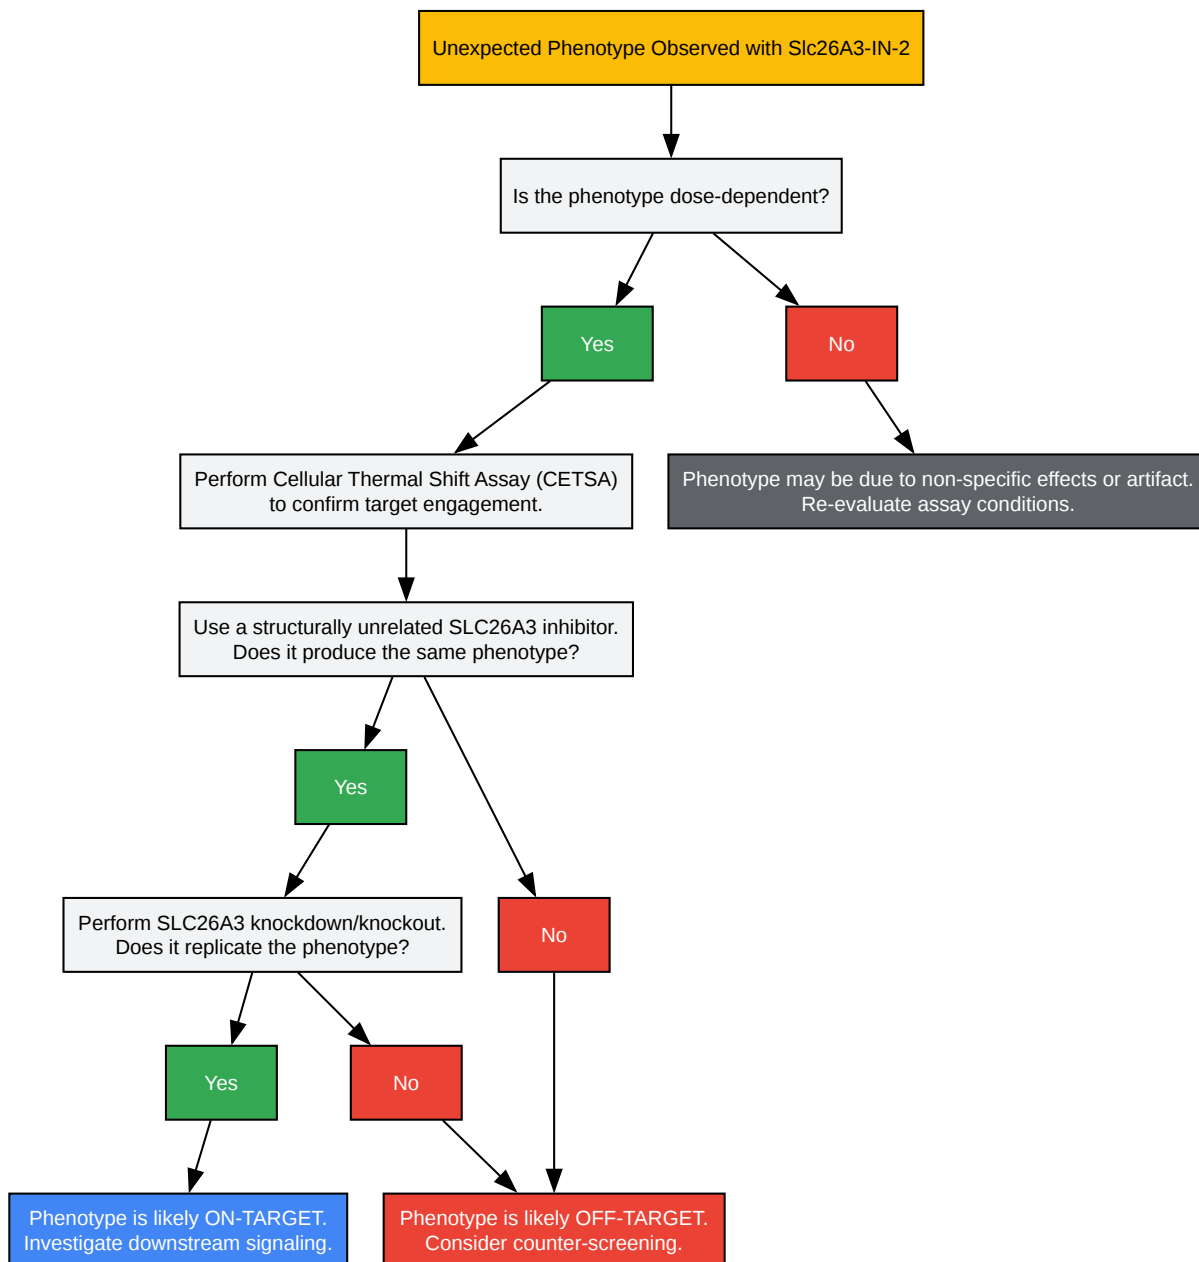 Unexpected Phenotype Observed with Slc26A3-IN-2
Is the phenotype dose-dependent?
Yes
No
Perform Cellular Thermal Shift Assay (CETSA)
to confirm target engagement.
Phenotype may be due to non-specific effects or artifact.
Re-evaluate assay conditions.
Use a structurally unrelated SLC26A3 inhibitor.
Does it produce the same phenotype?
Yes
Perform SLC26A3 knockdown/knockout.
Does it replicate the phenotype?
No
Yes
No
Phenotype is likely ON-TARGET.
Investigate downstream signaling.
Phenotype is likely OFF-TARGET.
Consider counter-screening.